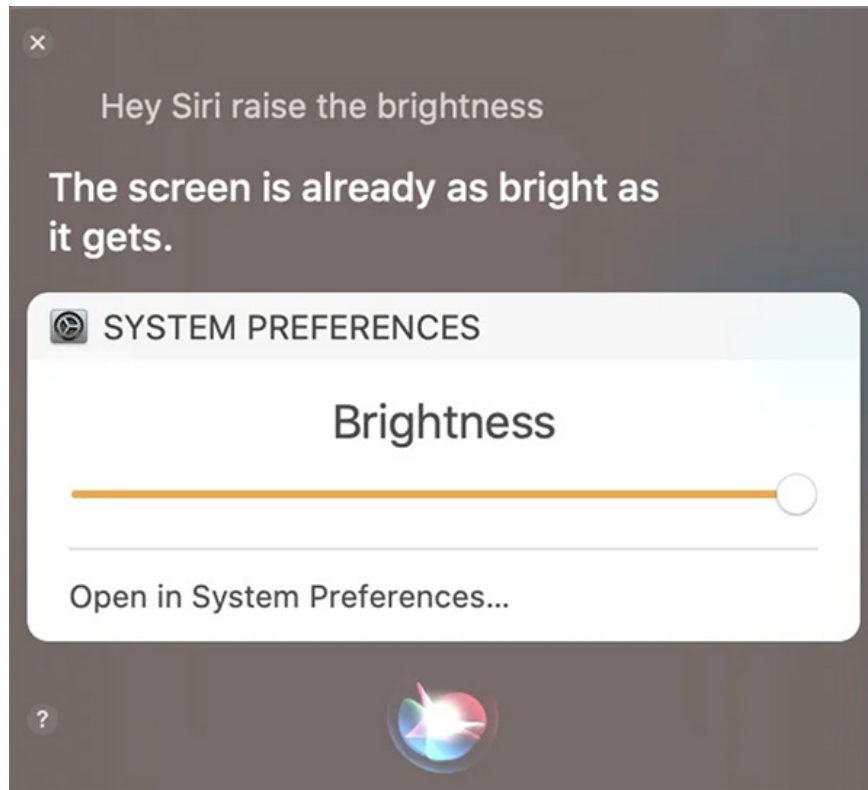 Hey Siri raise the brightness
The screen is already as bright as
it gets.
SYSTEM PREFERENCES
Brightness
Open in System Preferences...
?